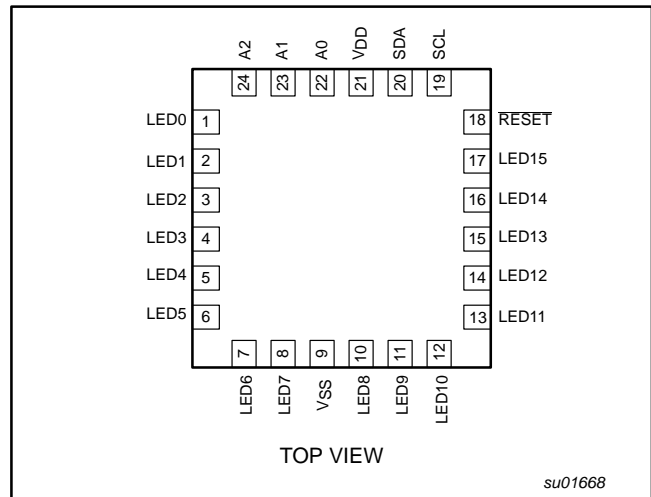 A2 A1 A0 VDD SDA SCL
24 23 22 21 20 19
LED0 1
LED1 2
LED2 3
LED3 4
LED4 5
LED5 6
18 RESET
17 LED15
16 LED14
15 LED13
14 LED12
13 LED11
7 8 9 10 11 12
LED6 LED7 VSS LED8 LED9 LED10
TOP VIEW
su01668